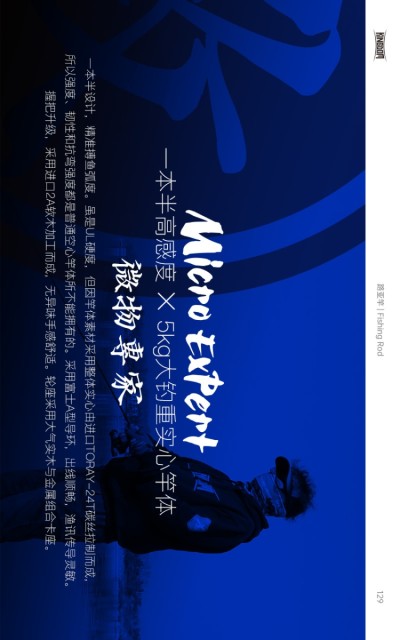 KINGDOM
路亚竿 | Fishing Rod
Micro Expert
一本半高感度 × 5kg大钓重实心竿体
微物專家
一本半设计，精准搏鱼弧度。虽是UL硬度，但因竿体素材采用整体实心由进口TORAY-24T碳丝拉制而成，
所以强度、韧性和抗弯强度都是普通空心竿体所不能拥有的。采用富士A型导环，出线顺畅，渔讯传导灵敏。
握把升级，采用进口2A软木加工而成，无异味手感舒适。轮座采用大气实木与金属组合卡座。
129